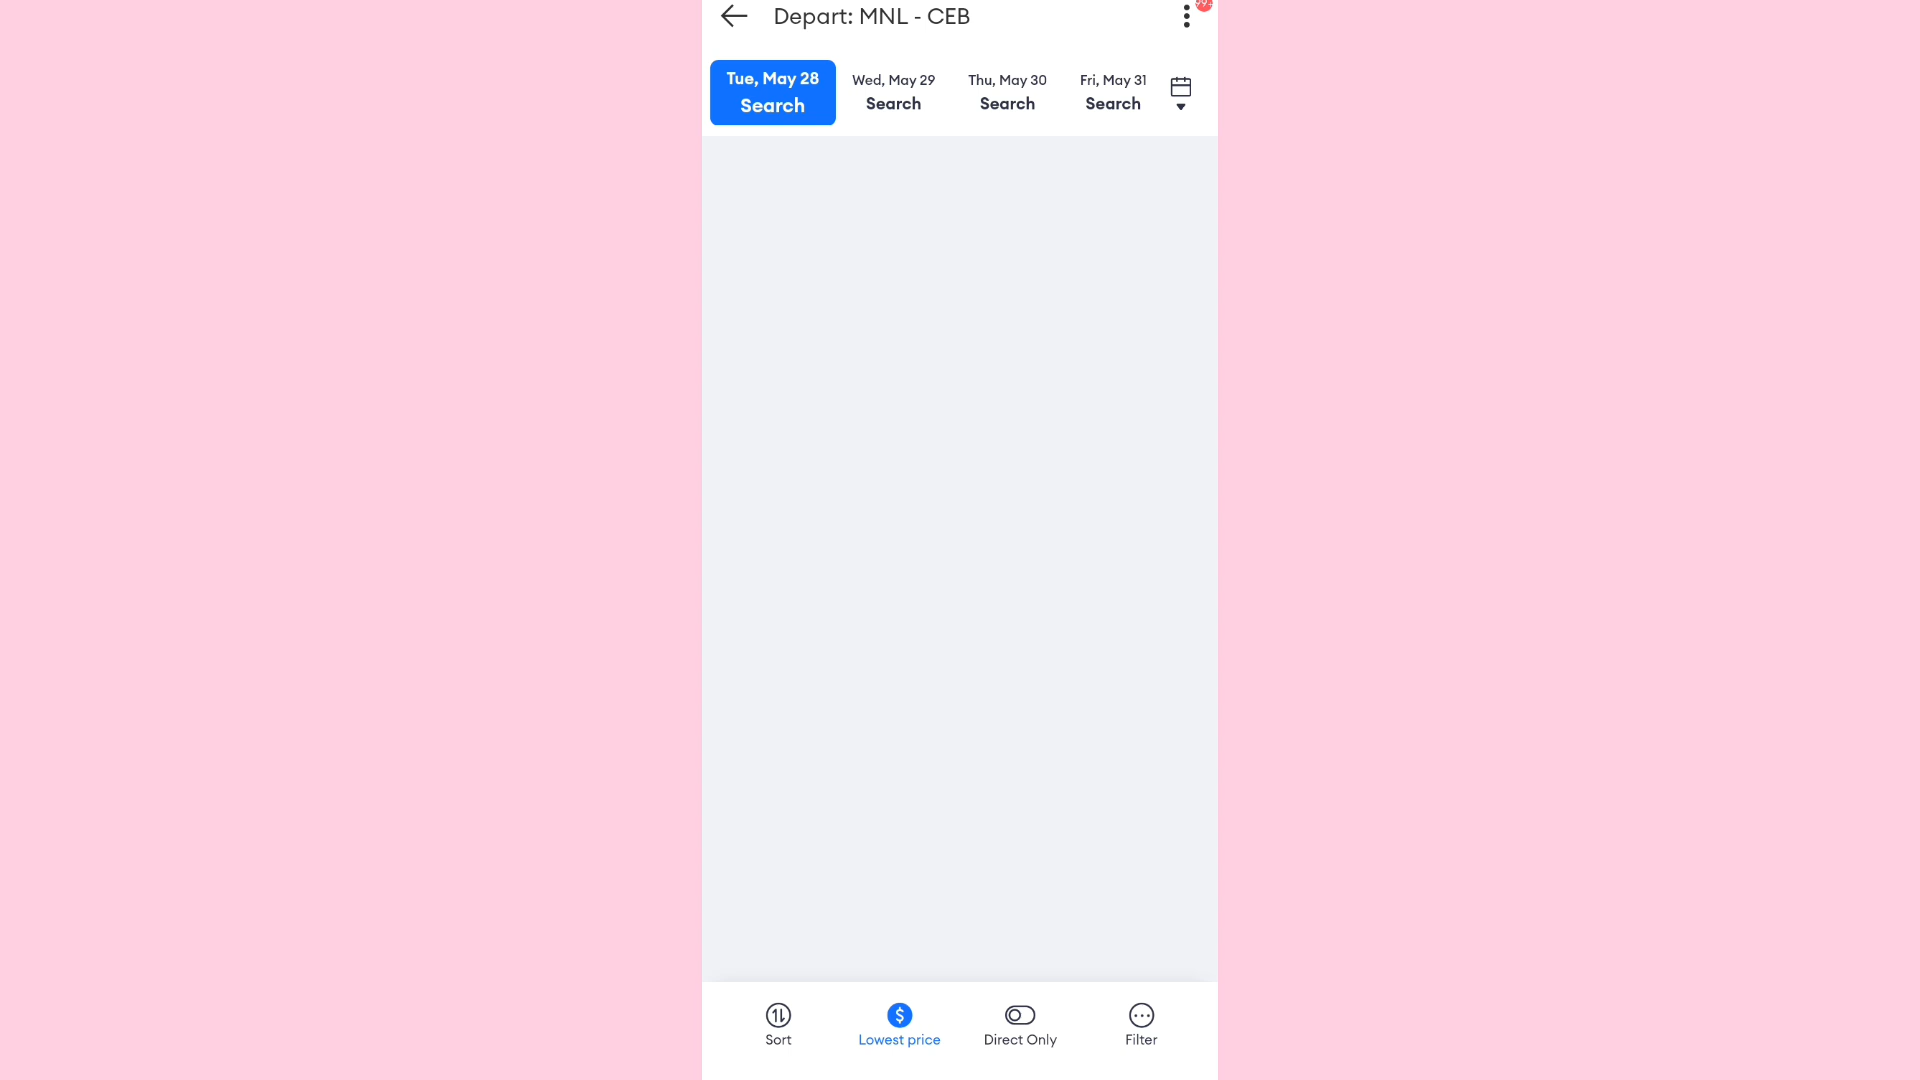 Depart: MNL - CEB
Tue, May 28
Search
Wed, May 29
Search
Thu, May 30
Search
Fri, May 31
Search
Sort
Lowest price
Direct Only
Filter